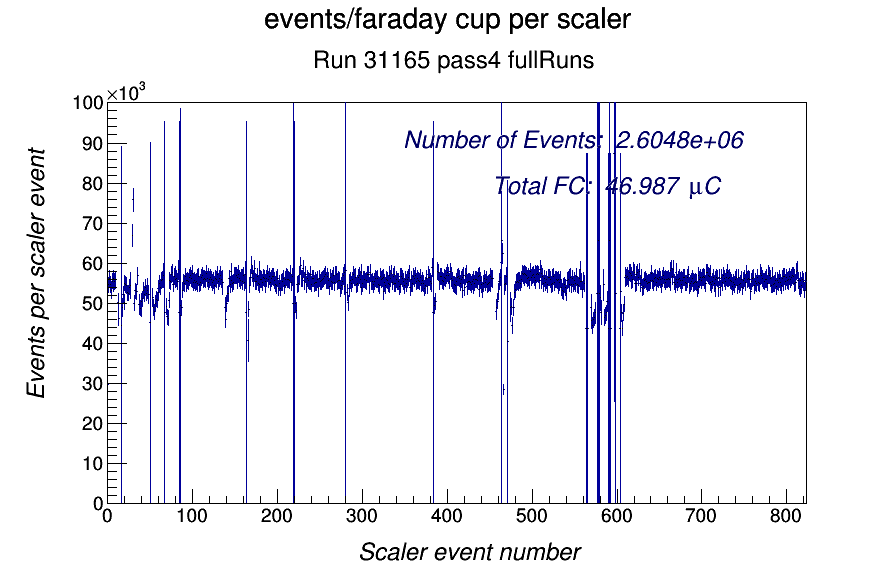 events/faraday cup per scaler
Run 31165 pass4 fullRuns
×10³
100
90
80
70
60
50
40
30
20
10
0
Events per scaler event
Number of Events: 2.6048e+06
Total FC: 46.987 μC
0 100 200 300 400 500 600 700 800
Scaler event number